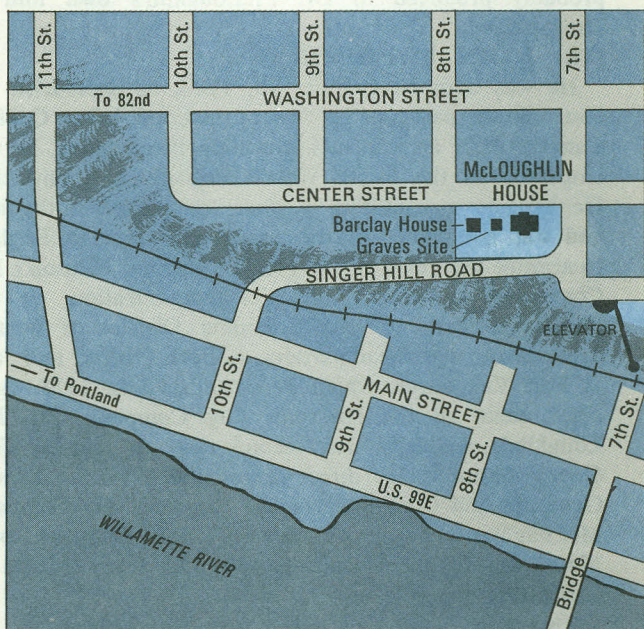 11th St.
10th St.
9th St.
8th St.
7th St.
To 82nd
WASHINGTON STREET
McLOUGHLIN
HOUSE
CENTER STREET
Barclay House
Graves Site
SINGER HILL ROAD
ELEVATOR
To Portland
10th St.
9th St.
MAIN STREET
8th St.
7th St.
U.S. 99E
WILLAMETTE RIVER
Bridge